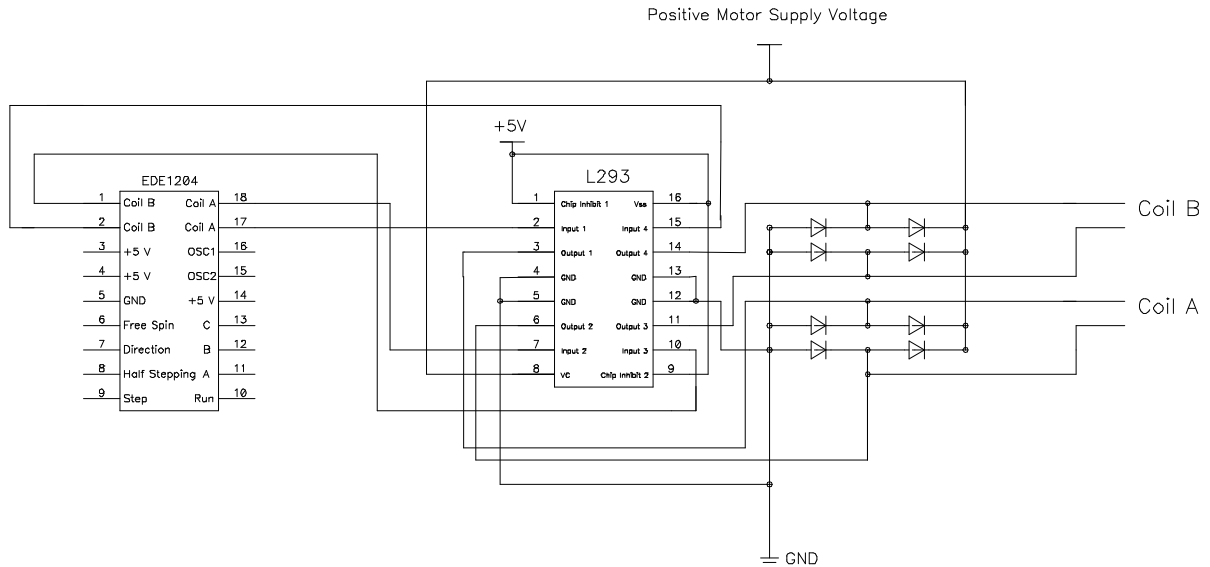 Positive Motor Supply Voltage
+5V
EDE1204
1 Coil B Coil A 18
2 Coil B Coil A 17
3 +5 V OSC1 16
4 +5 V OSC2 15
5 GND +5 V 14
6 Free Spin C 13
7 Direction B 12
8 Half Stepping A 11
9 Step Run 10
L293
1 Chip Inhibit 1 Vss 16
2 Input 1 Input 4 15
3 Output 1 Output 4 14
4 GND GND 13
5 GND GND 12
6 Output 2 Output 3 11
7 Input 2 Input 3 10
8 VC Chip Inhibit 2 9
Coil B
Coil A
GND